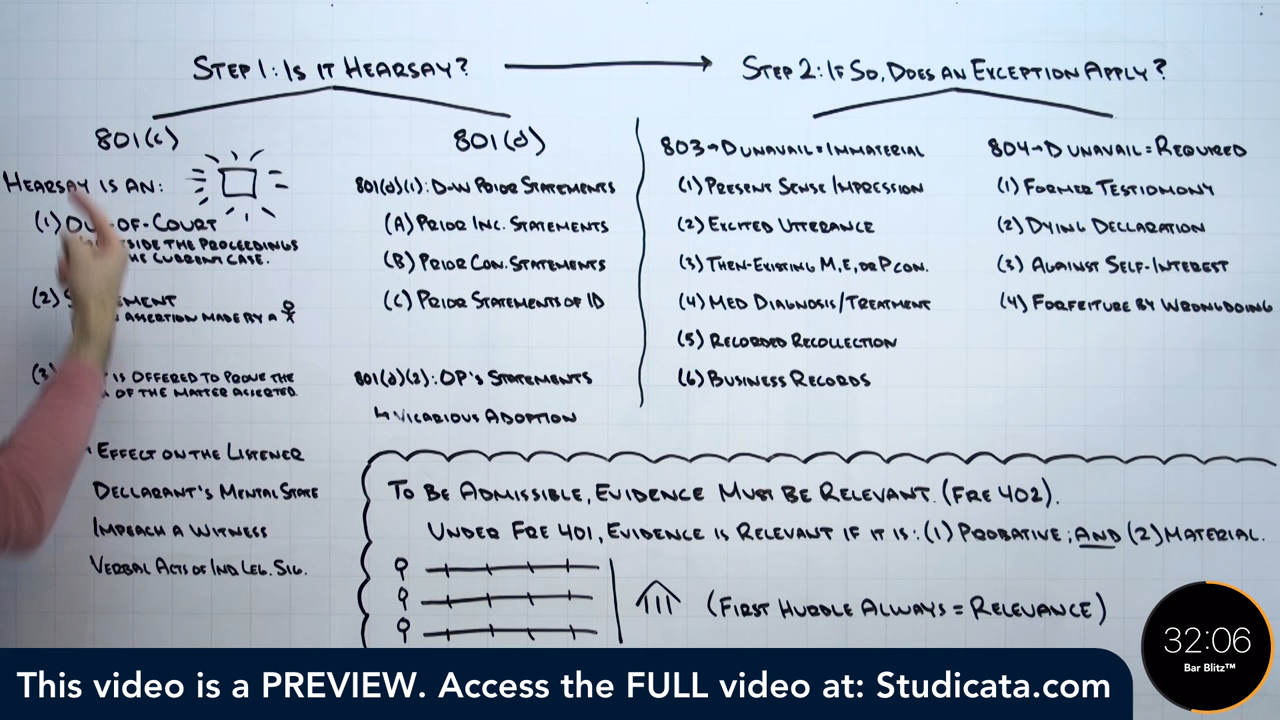 STEP 1: IS IT HEARSAY?
STEP 2: IF SO, DOES AN EXCEPTION APPLY?
801(c)
HEARSAY IS AN:
(1) OUT-OF-COURT
SIDE THE PROCEEDINGS
CURRENT CASE.
(2)
ASSERTION MADE BY A
IS OFFERED TO PROVE THE
OF THE MATTER ASSERTED.
EFFECT ON THE LISTENER
DECLARANT'S MENTAL STATE
IMPEACH A WITNESS
VERBAL ACTS OF IND. LEG. SIG.
801(d)
801(d)(1): D-W PRIOR STATEMENTS
(A) PRIOR INC. STATEMENTS
(B) PRIOR CON. STATEMENTS
(C) PRIOR STATEMENTS OF ID
801(d)(2): OP'S STATEMENTS
↳ VICARIOUS ADOPTION
803→D UNAVAIL = IMMATERIAL
(1) PRESENT SENSE IMPRESSION
(2) EXCITED UTTERANCE
(3) THEN-EXISTING M, E, OR P CON.
(4) MED DIAGNOSIS/TREATMENT
(5) RECORDED RECOLLECTION
(6) BUSINESS RECORDS
804→D UNAVAIL = REQUIRED
(1) FORMER TESTIOMONY
(2) DYING DECLARATION
(3) AGAINST SELF-INTEREST
(4) FORFEITURE BY WRONGDOING
TO BE ADMISSIBLE, EVIDENCE MUST BE RELEVANT. (FRE 402).
UNDER FRE 401, EVIDENCE IS RELEVANT IF IT IS: (1) PROBATIVE; AND (2) MATERIAL.
(FIRST HURDLE ALWAYS = RELEVANCE)
32:06
Bar Blitz™
This video is a PREVIEW. Access the FULL video at: Studicata.com